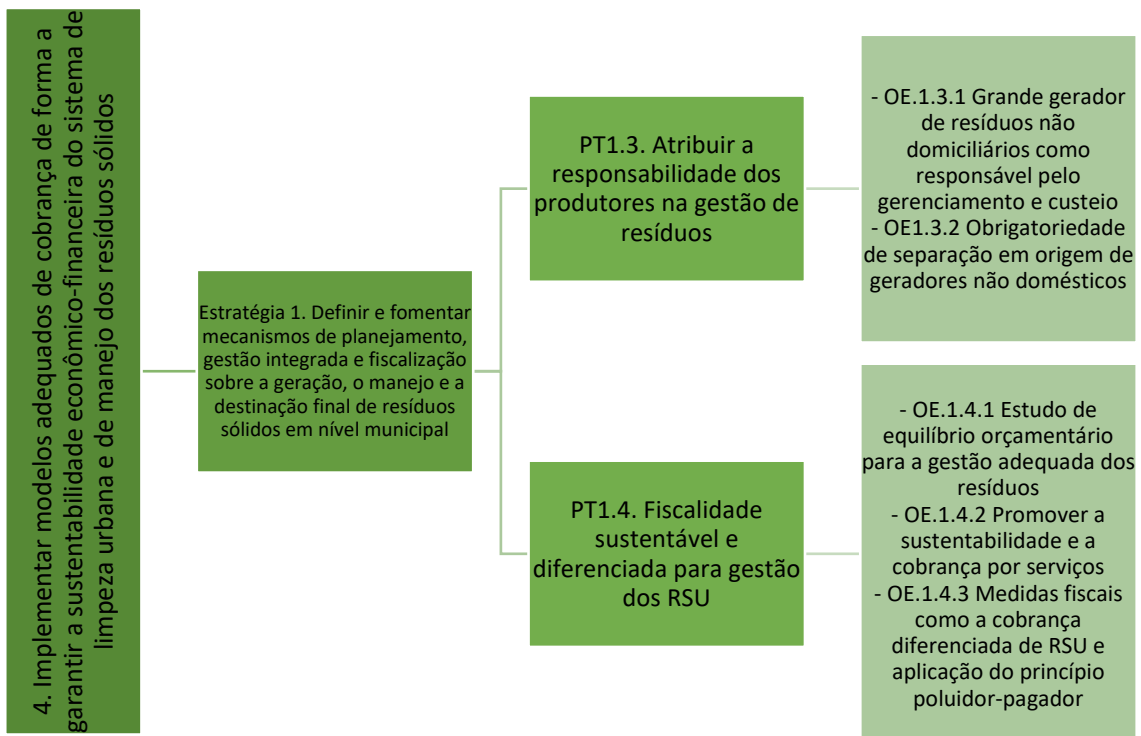 4. Implementar modelos adequados de cobrança de forma a
garantir a sustentabilidade econômico-financeira do sistema de
limpeza urbana e de manejo dos resíduos sólidos
Estratégia 1. Definir e fomentar
mecanismos de planejamento,
gestão integrada e fiscalização
sobre a geração, o manejo e a
destinação final de resíduos
sólidos em nível municipal
PT1.3. Atribuir a
responsabilidade dos
produtores na gestão de
resíduos
- OE.1.3.1 Grande gerador
de resíduos não
domiciliários como
responsável pelo
gerenciamento e custeio
- OE1.3.2 Obrigatoriedade
de separação em origem de
geradores não domésticos
PT1.4. Fiscalidade
sustentável e
diferenciada para gestão
dos RSU
- OE.1.4.1 Estudo de
equilíbrio orçamentário
para a gestão adequada dos
resíduos
- OE.1.4.2 Promover a
sustentabilidade e a
cobrança por serviços
- OE.1.4.3 Medidas fiscais
como a cobrança
diferenciada de RSU e
aplicação do princípio
poluidor-pagador